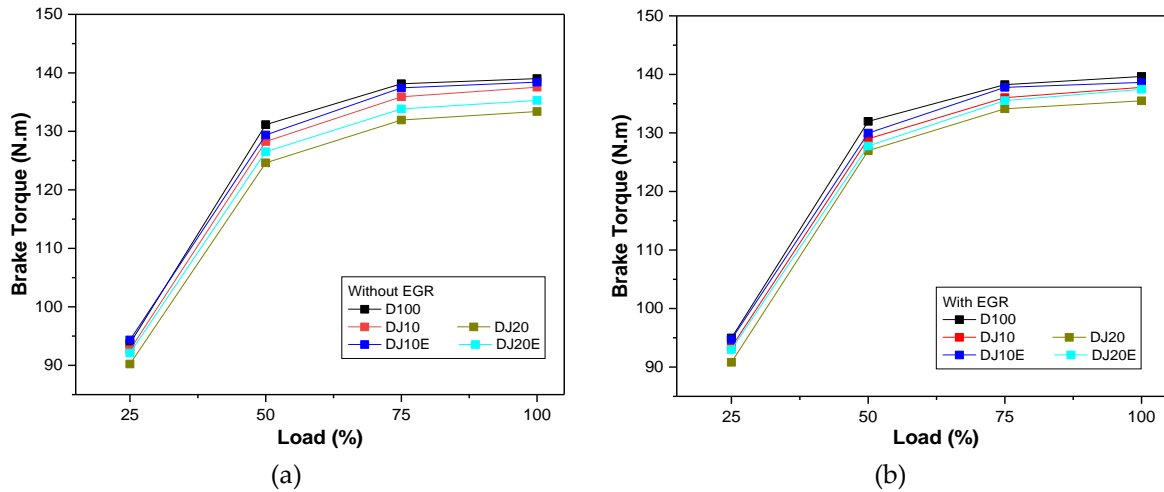 150
140
130
120
110
100
90
Brake Torque (N.m)
Without EGR
D100
DJ10 DJ20
DJ10E DJ20E
25 50 75 100
Load (%)
(a)
150
140
130
120
110
100
90
Brake Torque (N.m)
With EGR
D100
DJ10 DJ20
DJ10E DJ20E
25 50 75 100
Load (%)
(b)